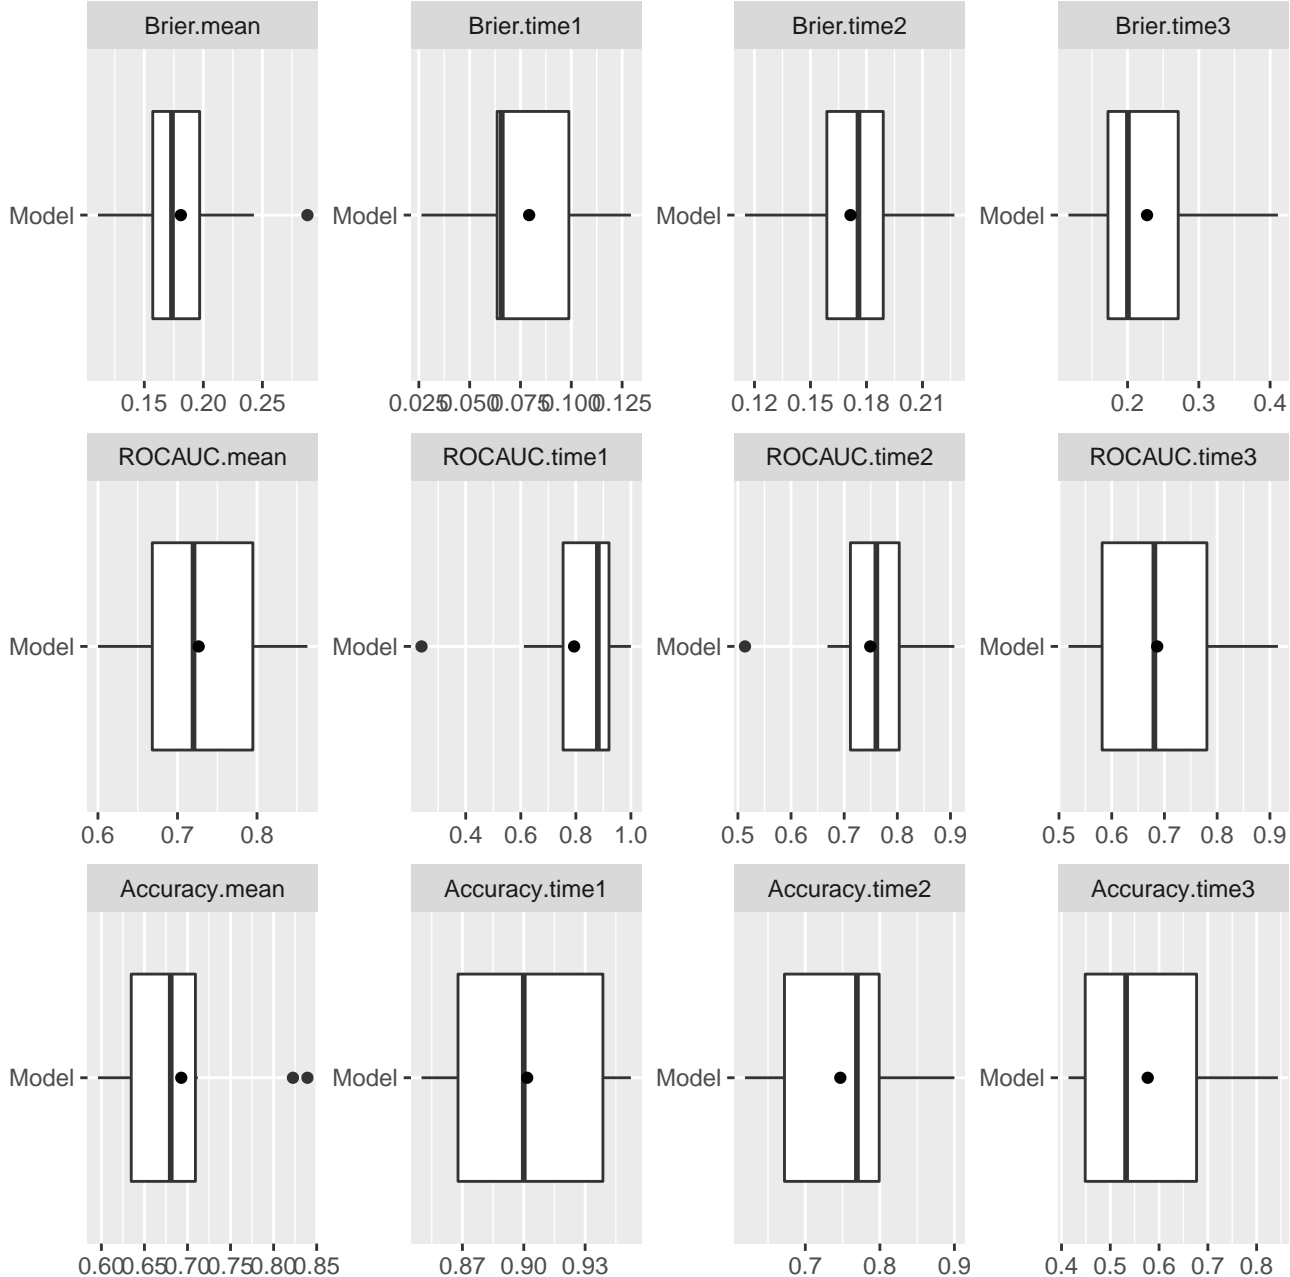 Brier.mean Brier.time1 Brier.time2 Brier.time3
Model Model Model Model
0.15 0.20 0.25 0.025 0.050 0.075 0.100 0.125 0.12 0.15 0.18 0.21 0.2 0.3 0.4
ROCAUC.mean ROCAUC.time1 ROCAUC.time2 ROCAUC.time3
Model Model Model Model
0.6 0.7 0.8 0.4 0.6 0.8 1.0 0.5 0.6 0.7 0.8 0.9 0.5 0.6 0.7 0.8 0.9
Accuracy.mean Accuracy.time1 Accuracy.time2 Accuracy.time3
Model Model Model Model
0.60 0.65 0.70 0.75 0.80 0.85 0.87 0.90 0.93 0.7 0.8 0.9 0.4 0.5 0.6 0.7 0.8